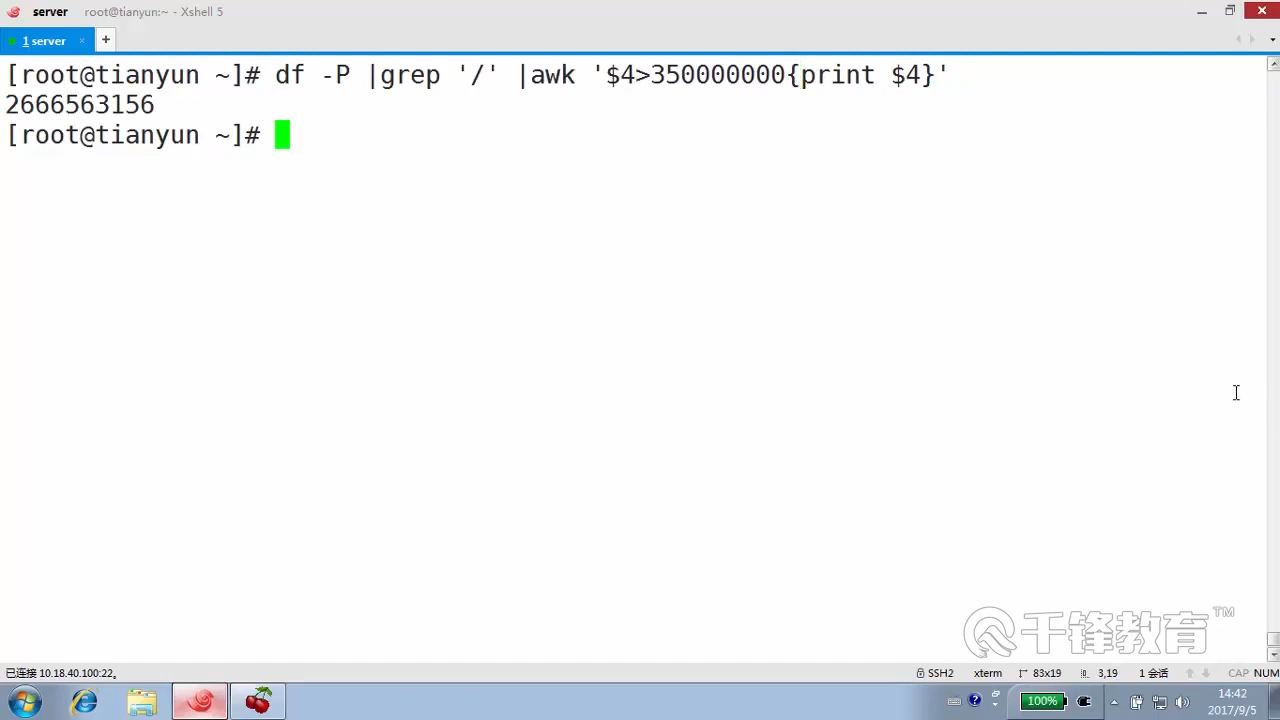 server root@tianyun:~ - Xshell 5
1 server × +
[root@tianyun ~]# df -P |grep '/' |awk '$4>350000000{print $4}'
2666563156
[root@tianyun ~]#
千锋教育™
已连接 10.18.40.100:22。 SSH2 xterm 83x19 3,19 1 会话 CAP NUM
100% 14:42
2017/9/5